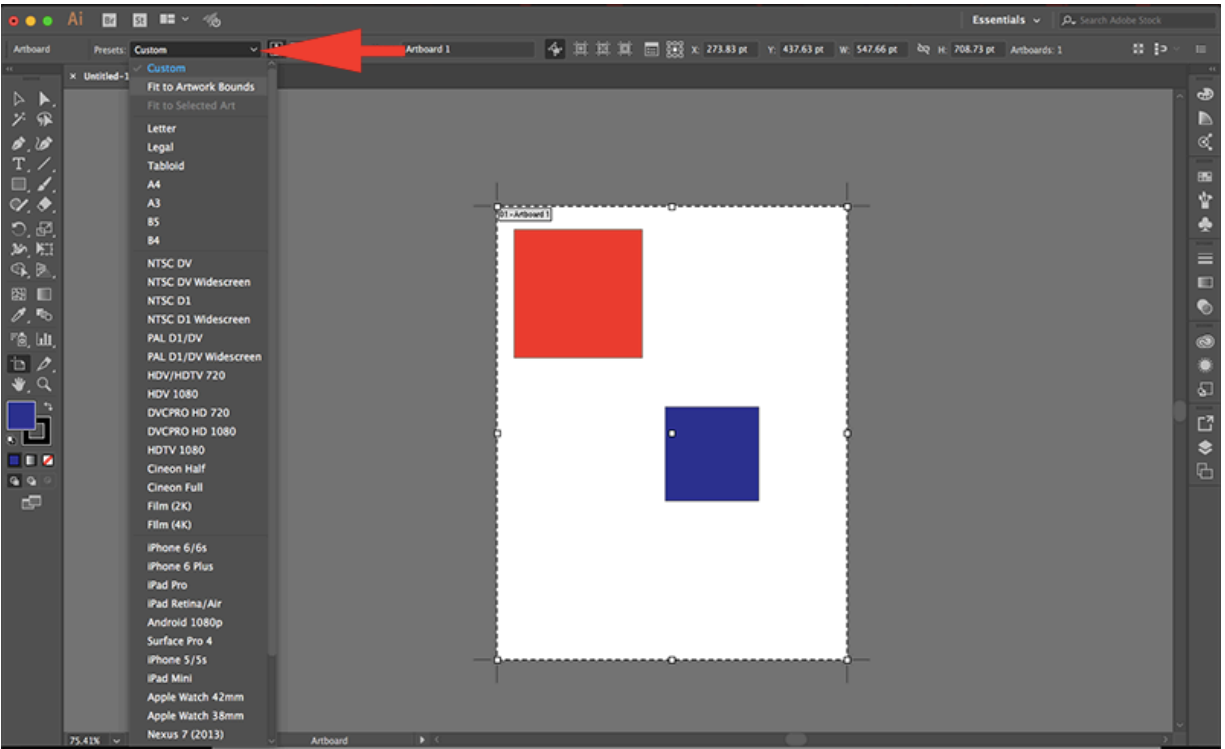 Ai Br St Essentials Search Adobe Stock
Artboard Presets: Custom Artboard 1 X: 273.83 pt Y: 437.63 pt W: 547.66 pt H: 708.73 pt Artboards: 1
× Untitled-1
Custom
Fit to Artwork Bounds
Fit to Selected Art
Letter
Legal
Tabloid
A4
A3
B5
B4
NTSC DV
NTSC DV Widescreen
NTSC D1
NTSC D1 Widescreen
PAL D1/DV
PAL D1/DV Widescreen
HDV/HDTV 720
HDV 1080
DVCPRO HD 720
DVCPRO HD 1080
HDTV 1080
Cineon Half
Cineon Full
Film (2K)
FIlm (4K)
iPhone 6/6s
iPhone 6 Plus
iPad Pro
iPad Retina/Air
Android 1080p
Surface Pro 4
iPhone 5/5s
iPad Mini
Apple Watch 42mm
Apple Watch 38mm
Nexus 7 (2013)
01 - Artboard 1
75.41% Artboard